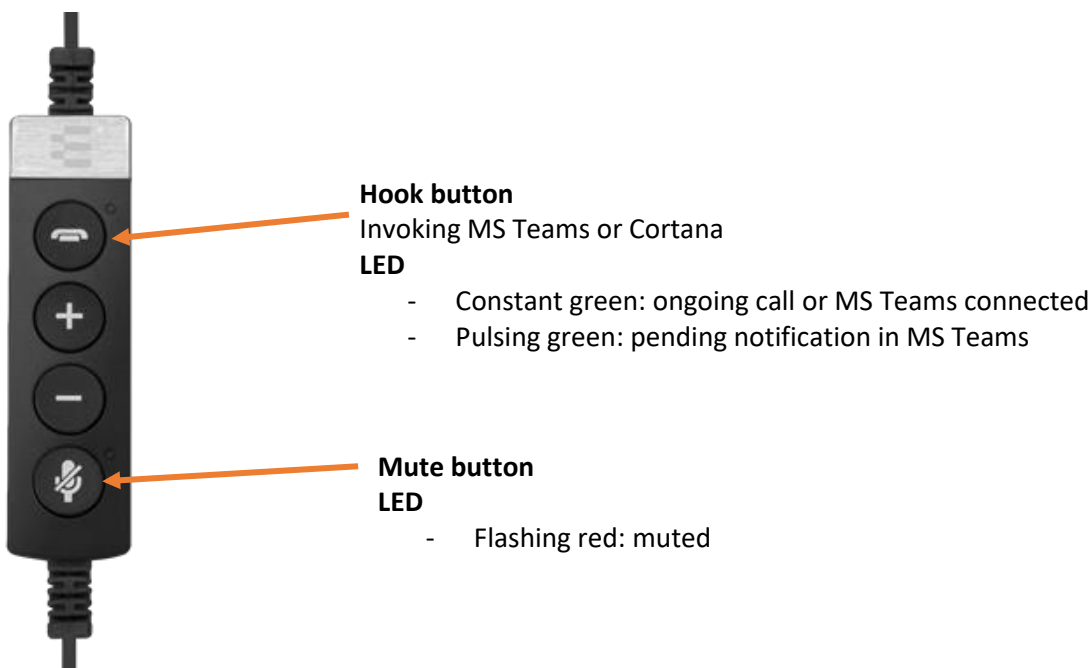 Hook button
Invoking MS Teams or Cortana
LED
- Constant green: ongoing call or MS Teams connected
- Pulsing green: pending notification in MS Teams
Mute button
LED
- Flashing red: muted